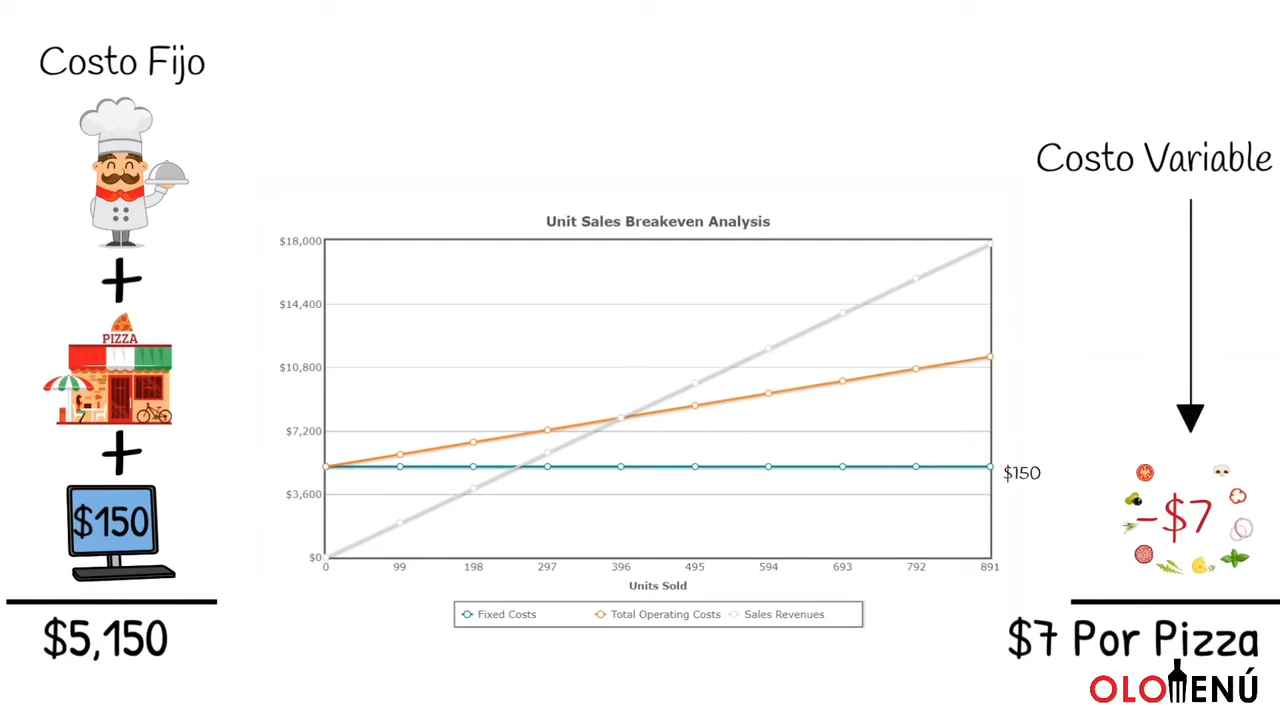 Costo Fijo
PIZZA
$150
$5,150
Unit Sales Breakeven Analysis
$18,000
$14,400
$10,800
$7,200
$3,600
$0
0 99 198 297 396 495 594 693 792 891
Units Sold
Fixed Costs Total Operating Costs Sales Revenues
$150
Costo Variable
-$7
$7 Por Pizza
OLOMENÚ